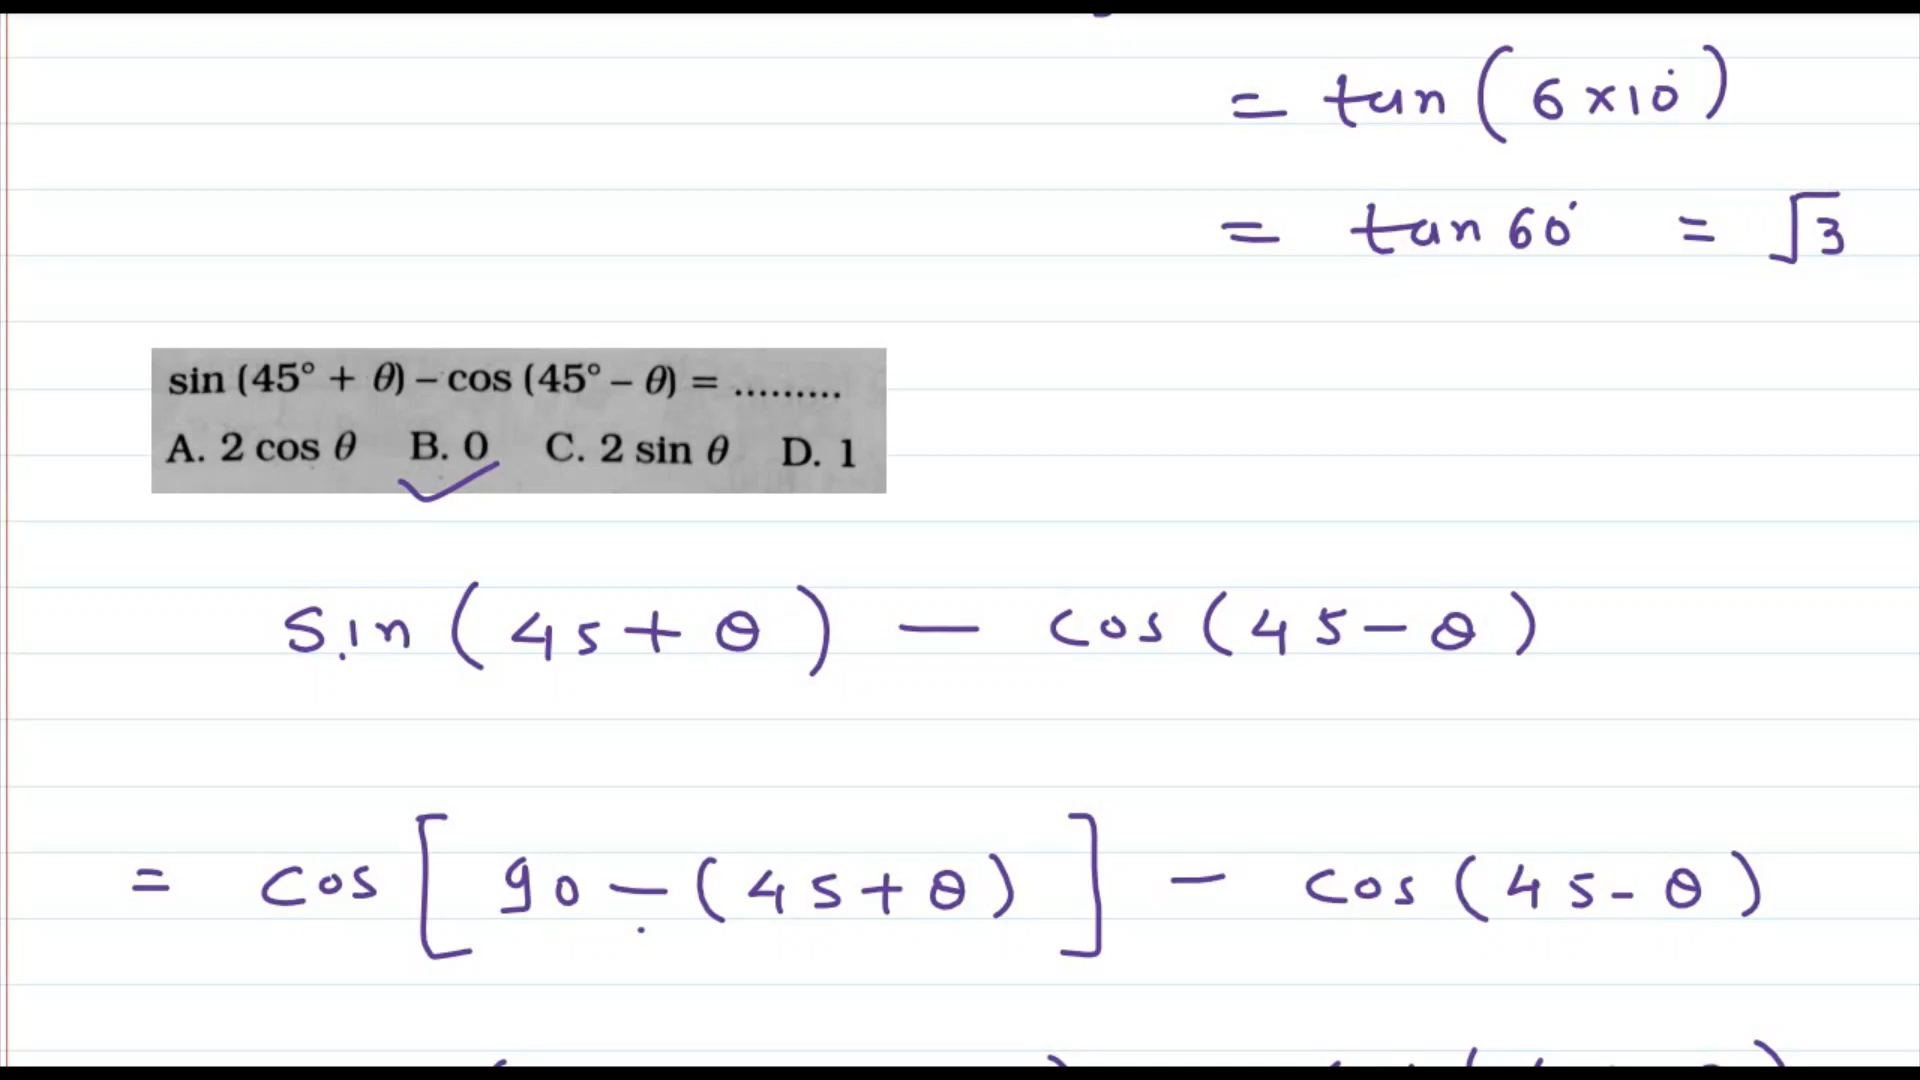 = tan ( 6 × 10° )
= tan 60° = √3
sin (45° + θ) – cos (45° – θ) = .........
A. 2 cos θ B. 0 C. 2 sin θ D. 1
Sin ( 45 + θ ) – cos ( 45 – θ )
= cos [ 90 – ( 45 + θ ) ] – cos ( 45 - θ )